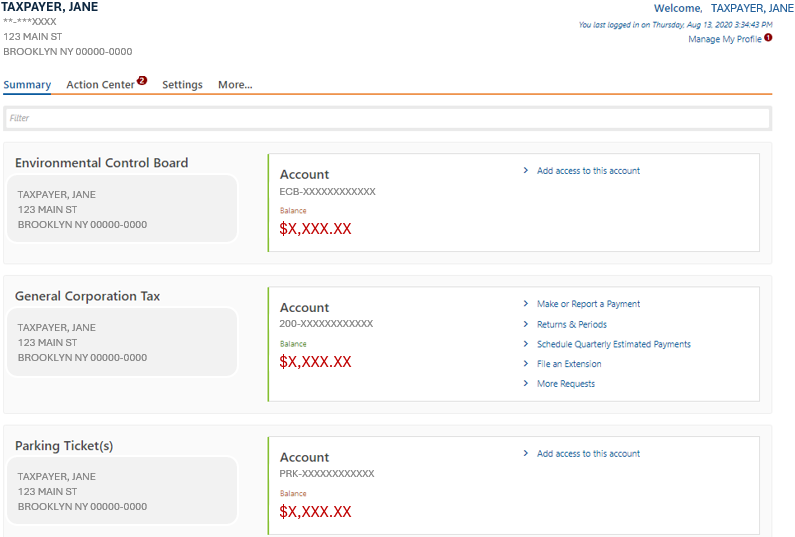 TAXPAYER, JANE
**-***XXXX
123 MAIN ST
BROOKLYN NY 00000-0000
Welcome, TAXPAYER, JANE
You last logged in on Thursday, Aug 13, 2020 3:34:43 PM
Manage My Profile 1
Summary Action Center 2 Settings More...
Filter
Environmental Control Board
TAXPAYER, JANE
123 MAIN ST
BROOKLYN NY 00000-0000
Account
ECB-XXXXXXXXXXXX
Balance
$X,XXX.XX
Add access to this account
General Corporation Tax
TAXPAYER, JANE
123 MAIN ST
BROOKLYN NY 00000-0000
Account
200-XXXXXXXXXXXX
Balance
$X,XXX.XX
Make or Report a Payment
Returns & Periods
Schedule Quarterly Estimated Payments
File an Extension
More Requests
Parking Ticket(s)
TAXPAYER, JANE
123 MAIN ST
BROOKLYN NY 00000-0000
Account
PRK-XXXXXXXXXXXX
Balance
$X,XXX.XX
Add access to this account